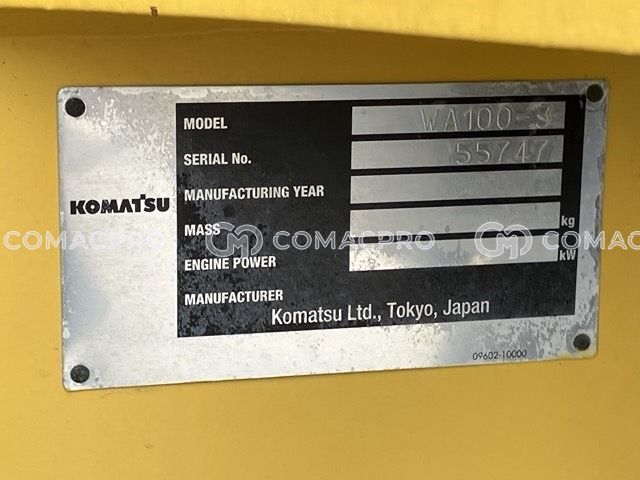 MODEL WA100-3
SERIAL No. 55747
MANUFACTURING YEAR
KOMATSU
MASS kg
COMACPRO COMACPRO COMACPRO
ENGINE POWER kW
MANUFACTURER
Komatsu Ltd., Tokyo, Japan
09602-10000